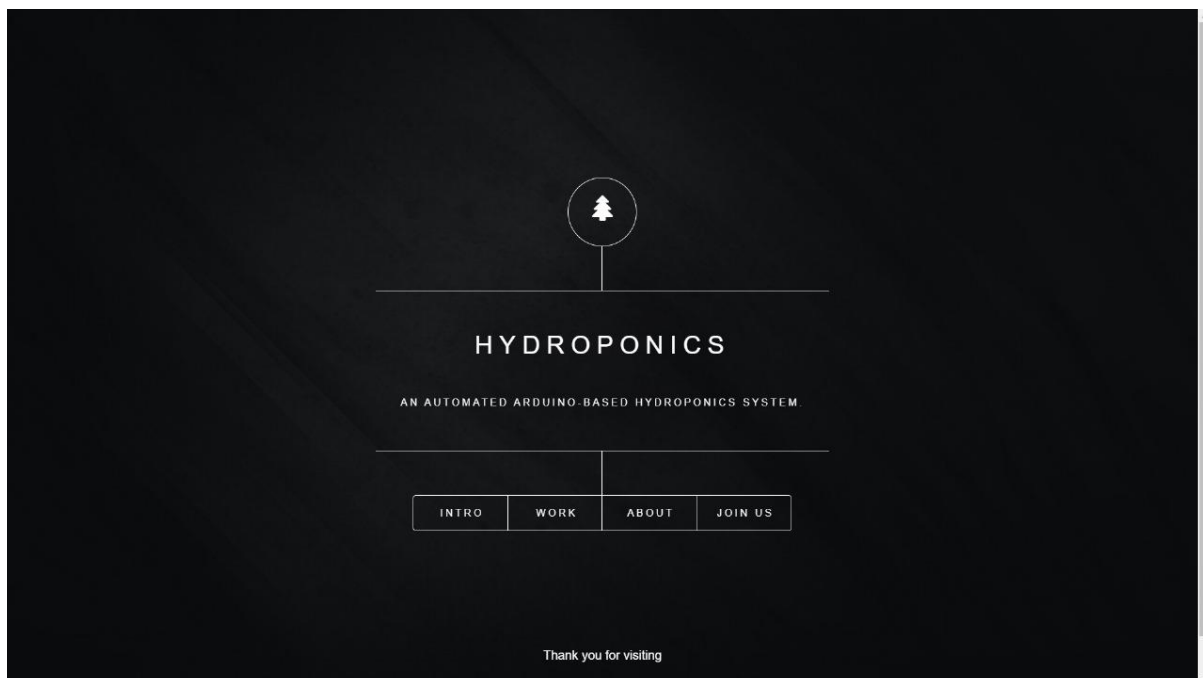 HYDROPONICS
AN AUTOMATED ARDUINO-BASED HYDROPONICS SYSTEM.
INTRO WORK ABOUT JOIN US
Thank you for visiting